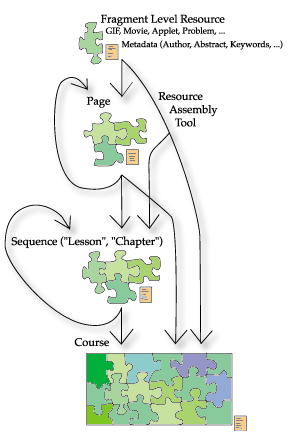 Fragment Level Resource
GIF, Movie, Applet, Problem, ...
Metadata (Author, Abstract, Keywords, ...)
Page
Resource
Assembly
Tool
Sequence ("Lesson", "Chapter")
Course